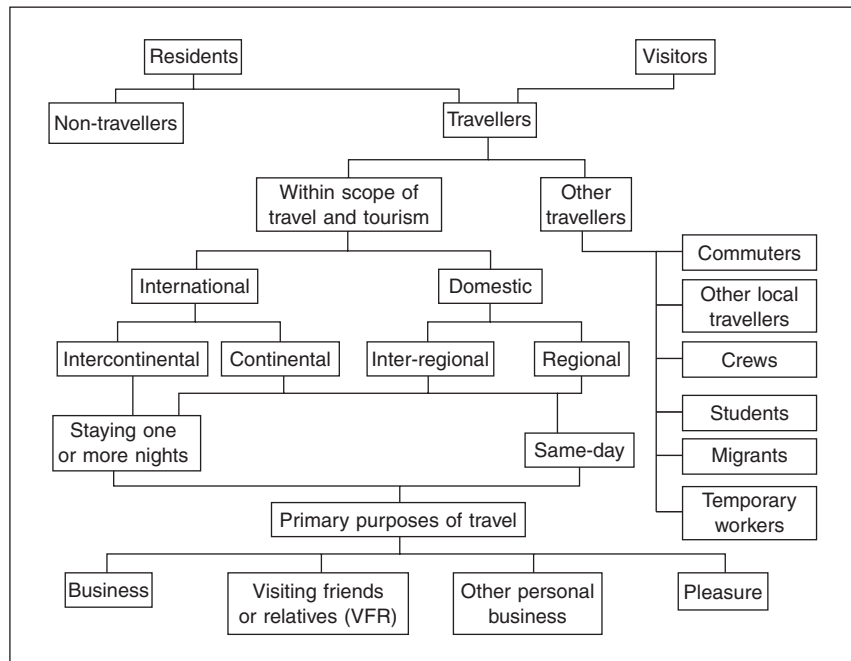 Residents
Visitors
Non-travellers
Travellers
Within scope of
travel and tourism
Other
travellers
Commuters
International
Domestic
Other local
travellers
Intercontinental
Continental
Inter-regional
Regional
Crews
Staying one
or more nights
Same-day
Students
Migrants
Primary purposes of travel
Temporary
workers
Business
Visiting friends
or relatives (VFR)
Other personal
business
Pleasure